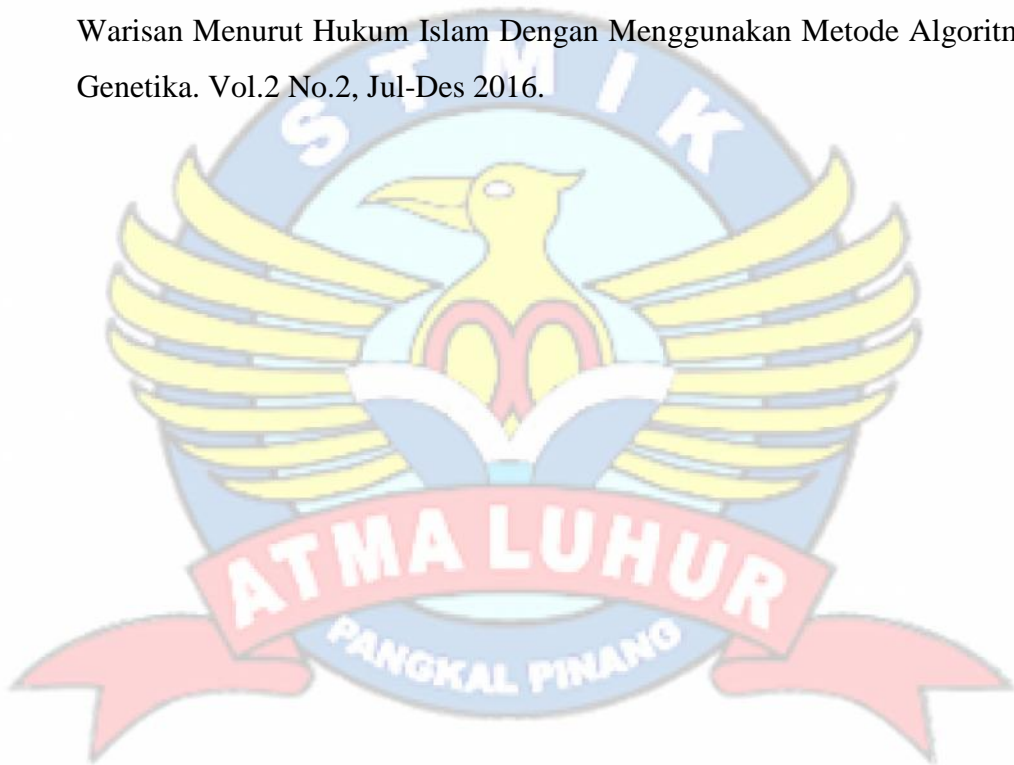 Warisan Menurut Hukum Islam Dengan Menggunakan Metode Algoritm
Genetika. Vol.2 No.2, Jul-Des 2016.
STMIK
ATMA LUHUR
PANGKAL PINANG